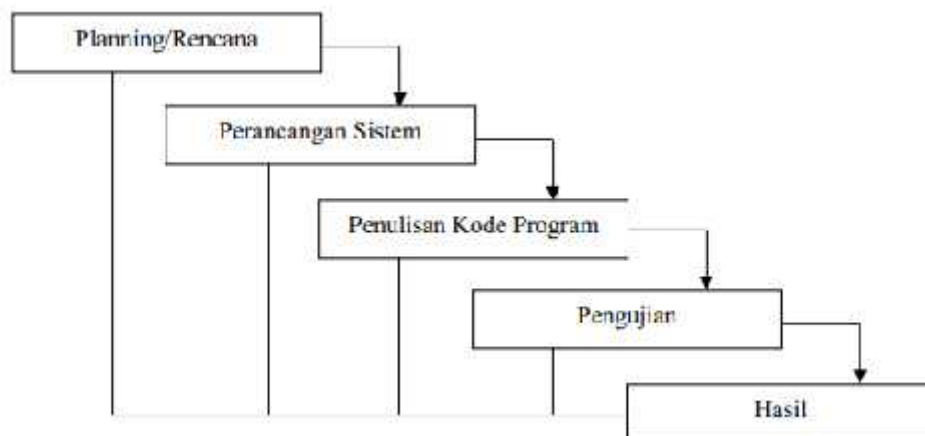 Planning/Rencana
Perancangan Sistem
Penulisan Kode Program
Pengujian
Hasil